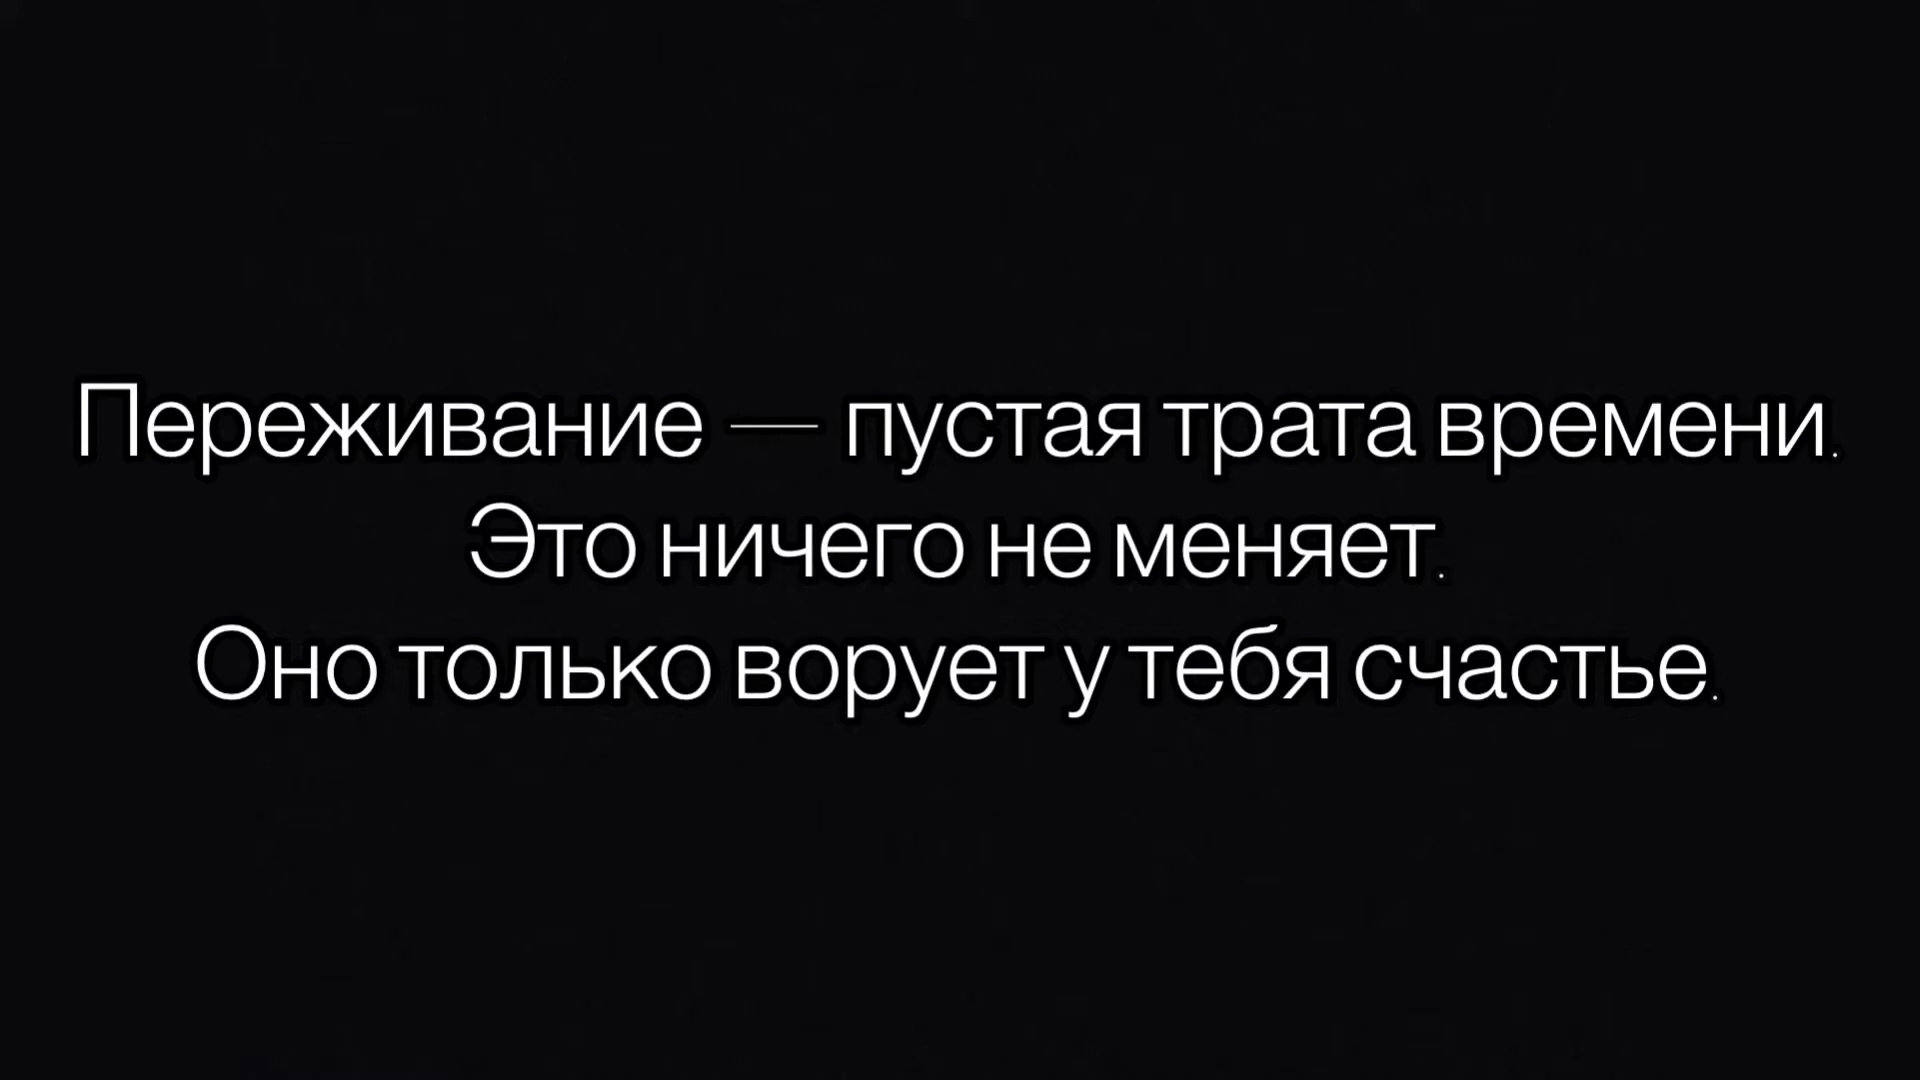 Переживание — пустая трата времени.
Это ничего не меняет.
Оно только ворует у тебя счастье.